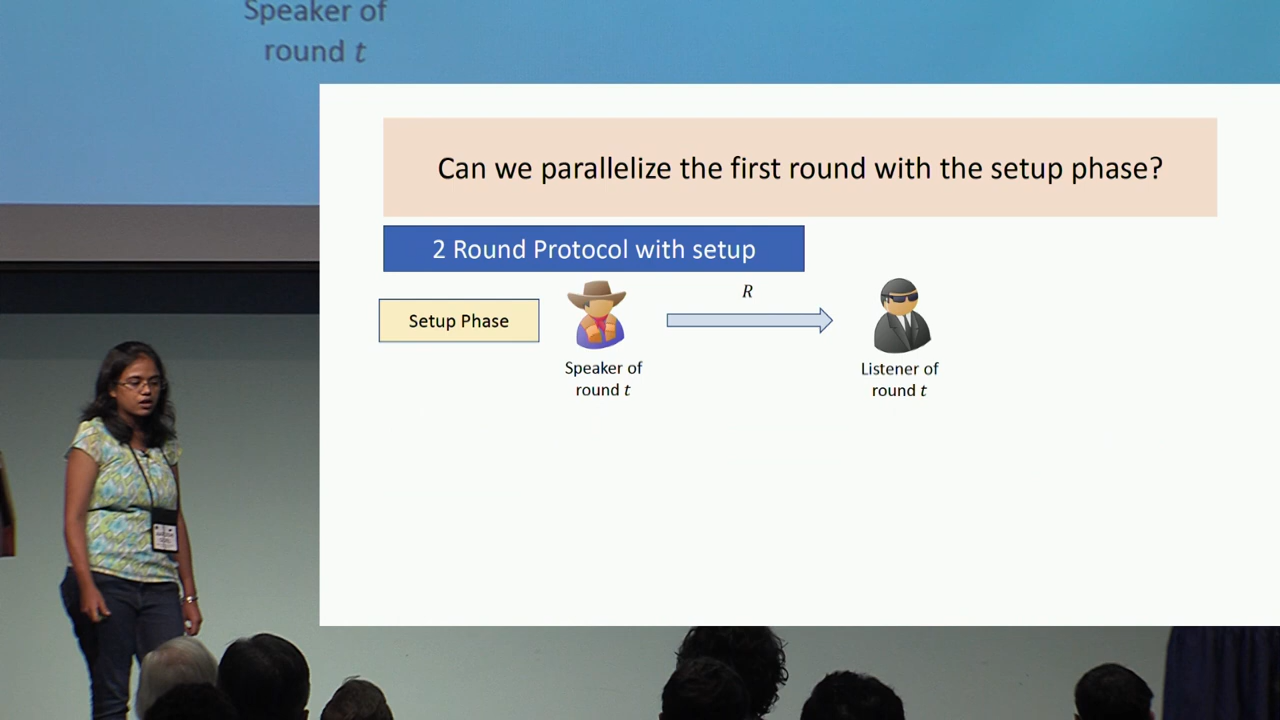 Speaker of
round t
Can we parallelize the first round with the setup phase?
2 Round Protocol with setup
Setup Phase
R
Speaker of
round t
Listener of
round t